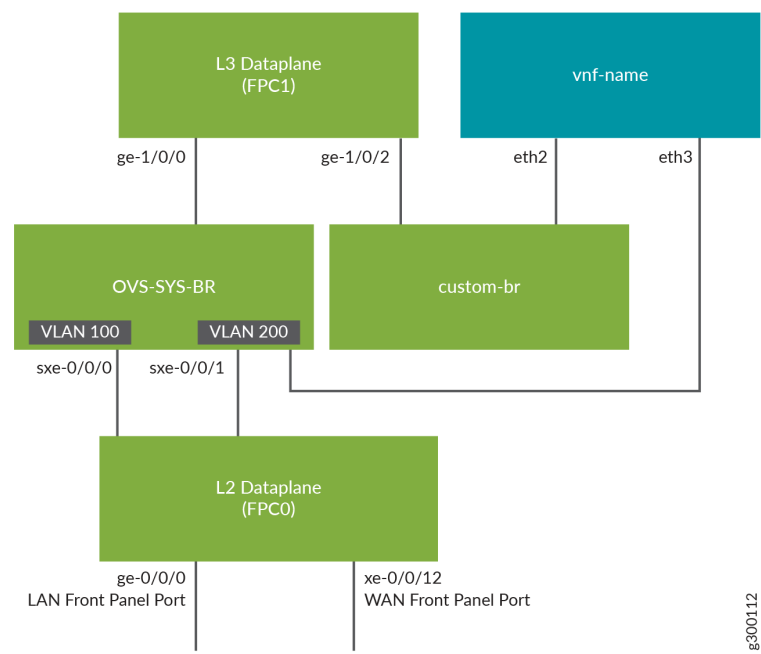 L3 Dataplane
(FPC1)
vnf-name
ge-1/0/0
ge-1/0/2
eth2
eth3
OVS-SYS-BR
custom-br
VLAN 100
VLAN 200
sxe-0/0/0
sxe-0/0/1
L2 Dataplane
(FPC0)
ge-0/0/0
LAN Front Panel Port
xe-0/0/12
WAN Front Panel Port
g300112